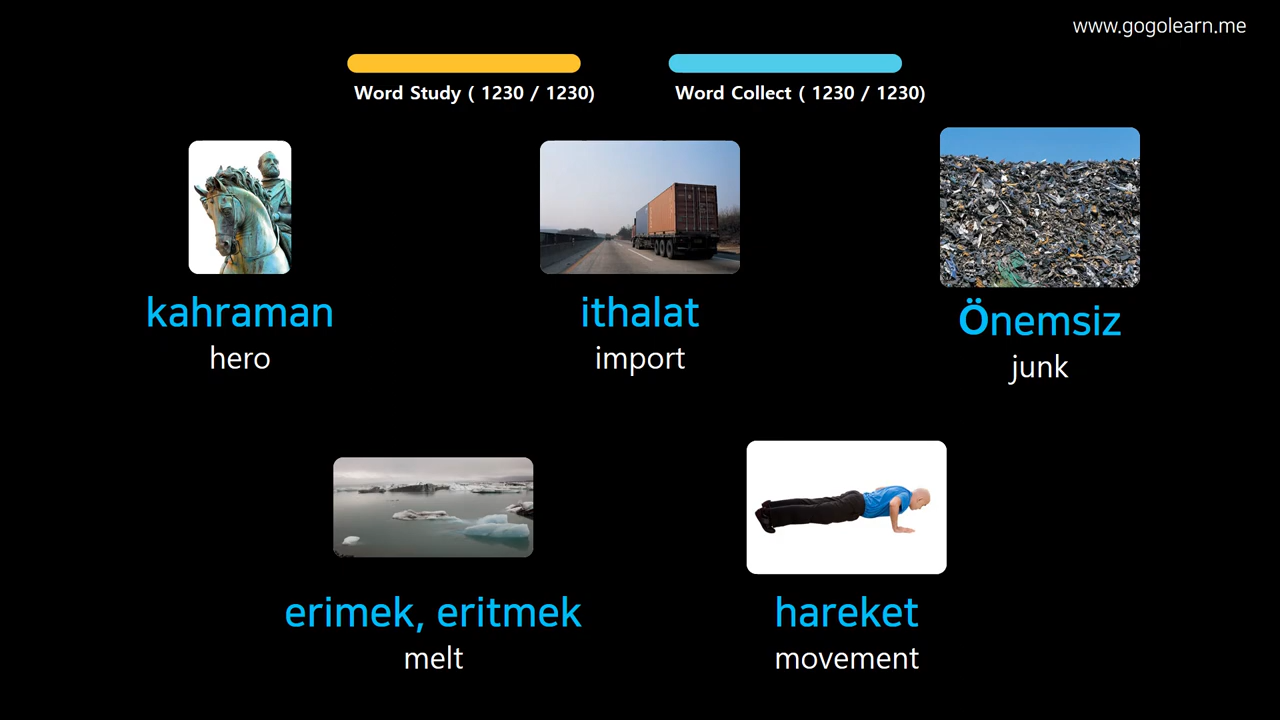 www.gogolearn.me
Word Study ( 1230 / 1230)
Word Collect ( 1230 / 1230)
kahraman
hero
ithalat
import
Önemsiz
junk
erimek, eritmek
melt
hareket
movement